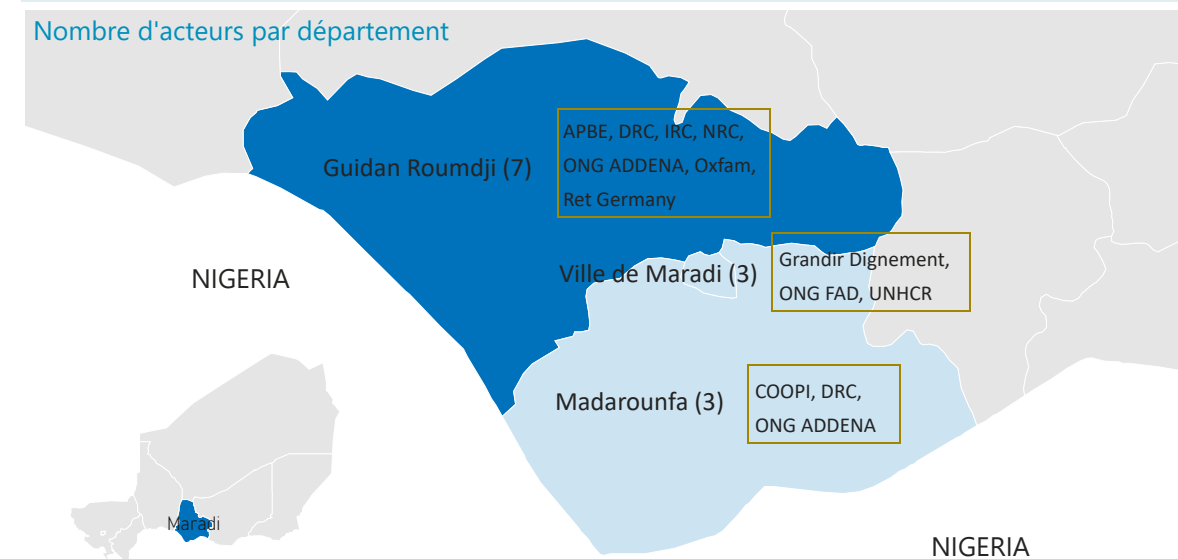 Nombre d'acteurs par département
Guidan Roumdji (7)
APBE, DRC, IRC, NRC,
ONG ADDENA, Oxfam,
Ret Germany
NIGERIA
Ville de Maradi (3)
Grandir Dignement,
ONG FAD, UNHCR
Madarounfa (3)
COOPI, DRC,
ONG ADDENA
Maradi
NIGERIA